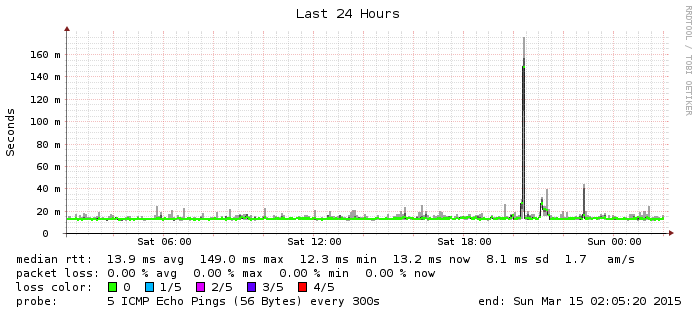 Last 24 Hours
RRDTOOL / TOBI OETIKER
Seconds
160 m
140 m
120 m
100 m
80 m
60 m
40 m
20 m
0
Sat 06:00 Sat 12:00 Sat 18:00 Sun 00:00
median rtt: 13.9 ms avg 149.0 ms max 12.3 ms min 13.2 ms now 8.1 ms sd 1.7 am/s
packet loss: 0.00 % avg 0.00 % max 0.00 % min 0.00 % now
loss color: 0 1/5 2/5 3/5 4/5
probe: 5 ICMP Echo Pings (56 Bytes) every 300s end: Sun Mar 15 02:05:20 2015